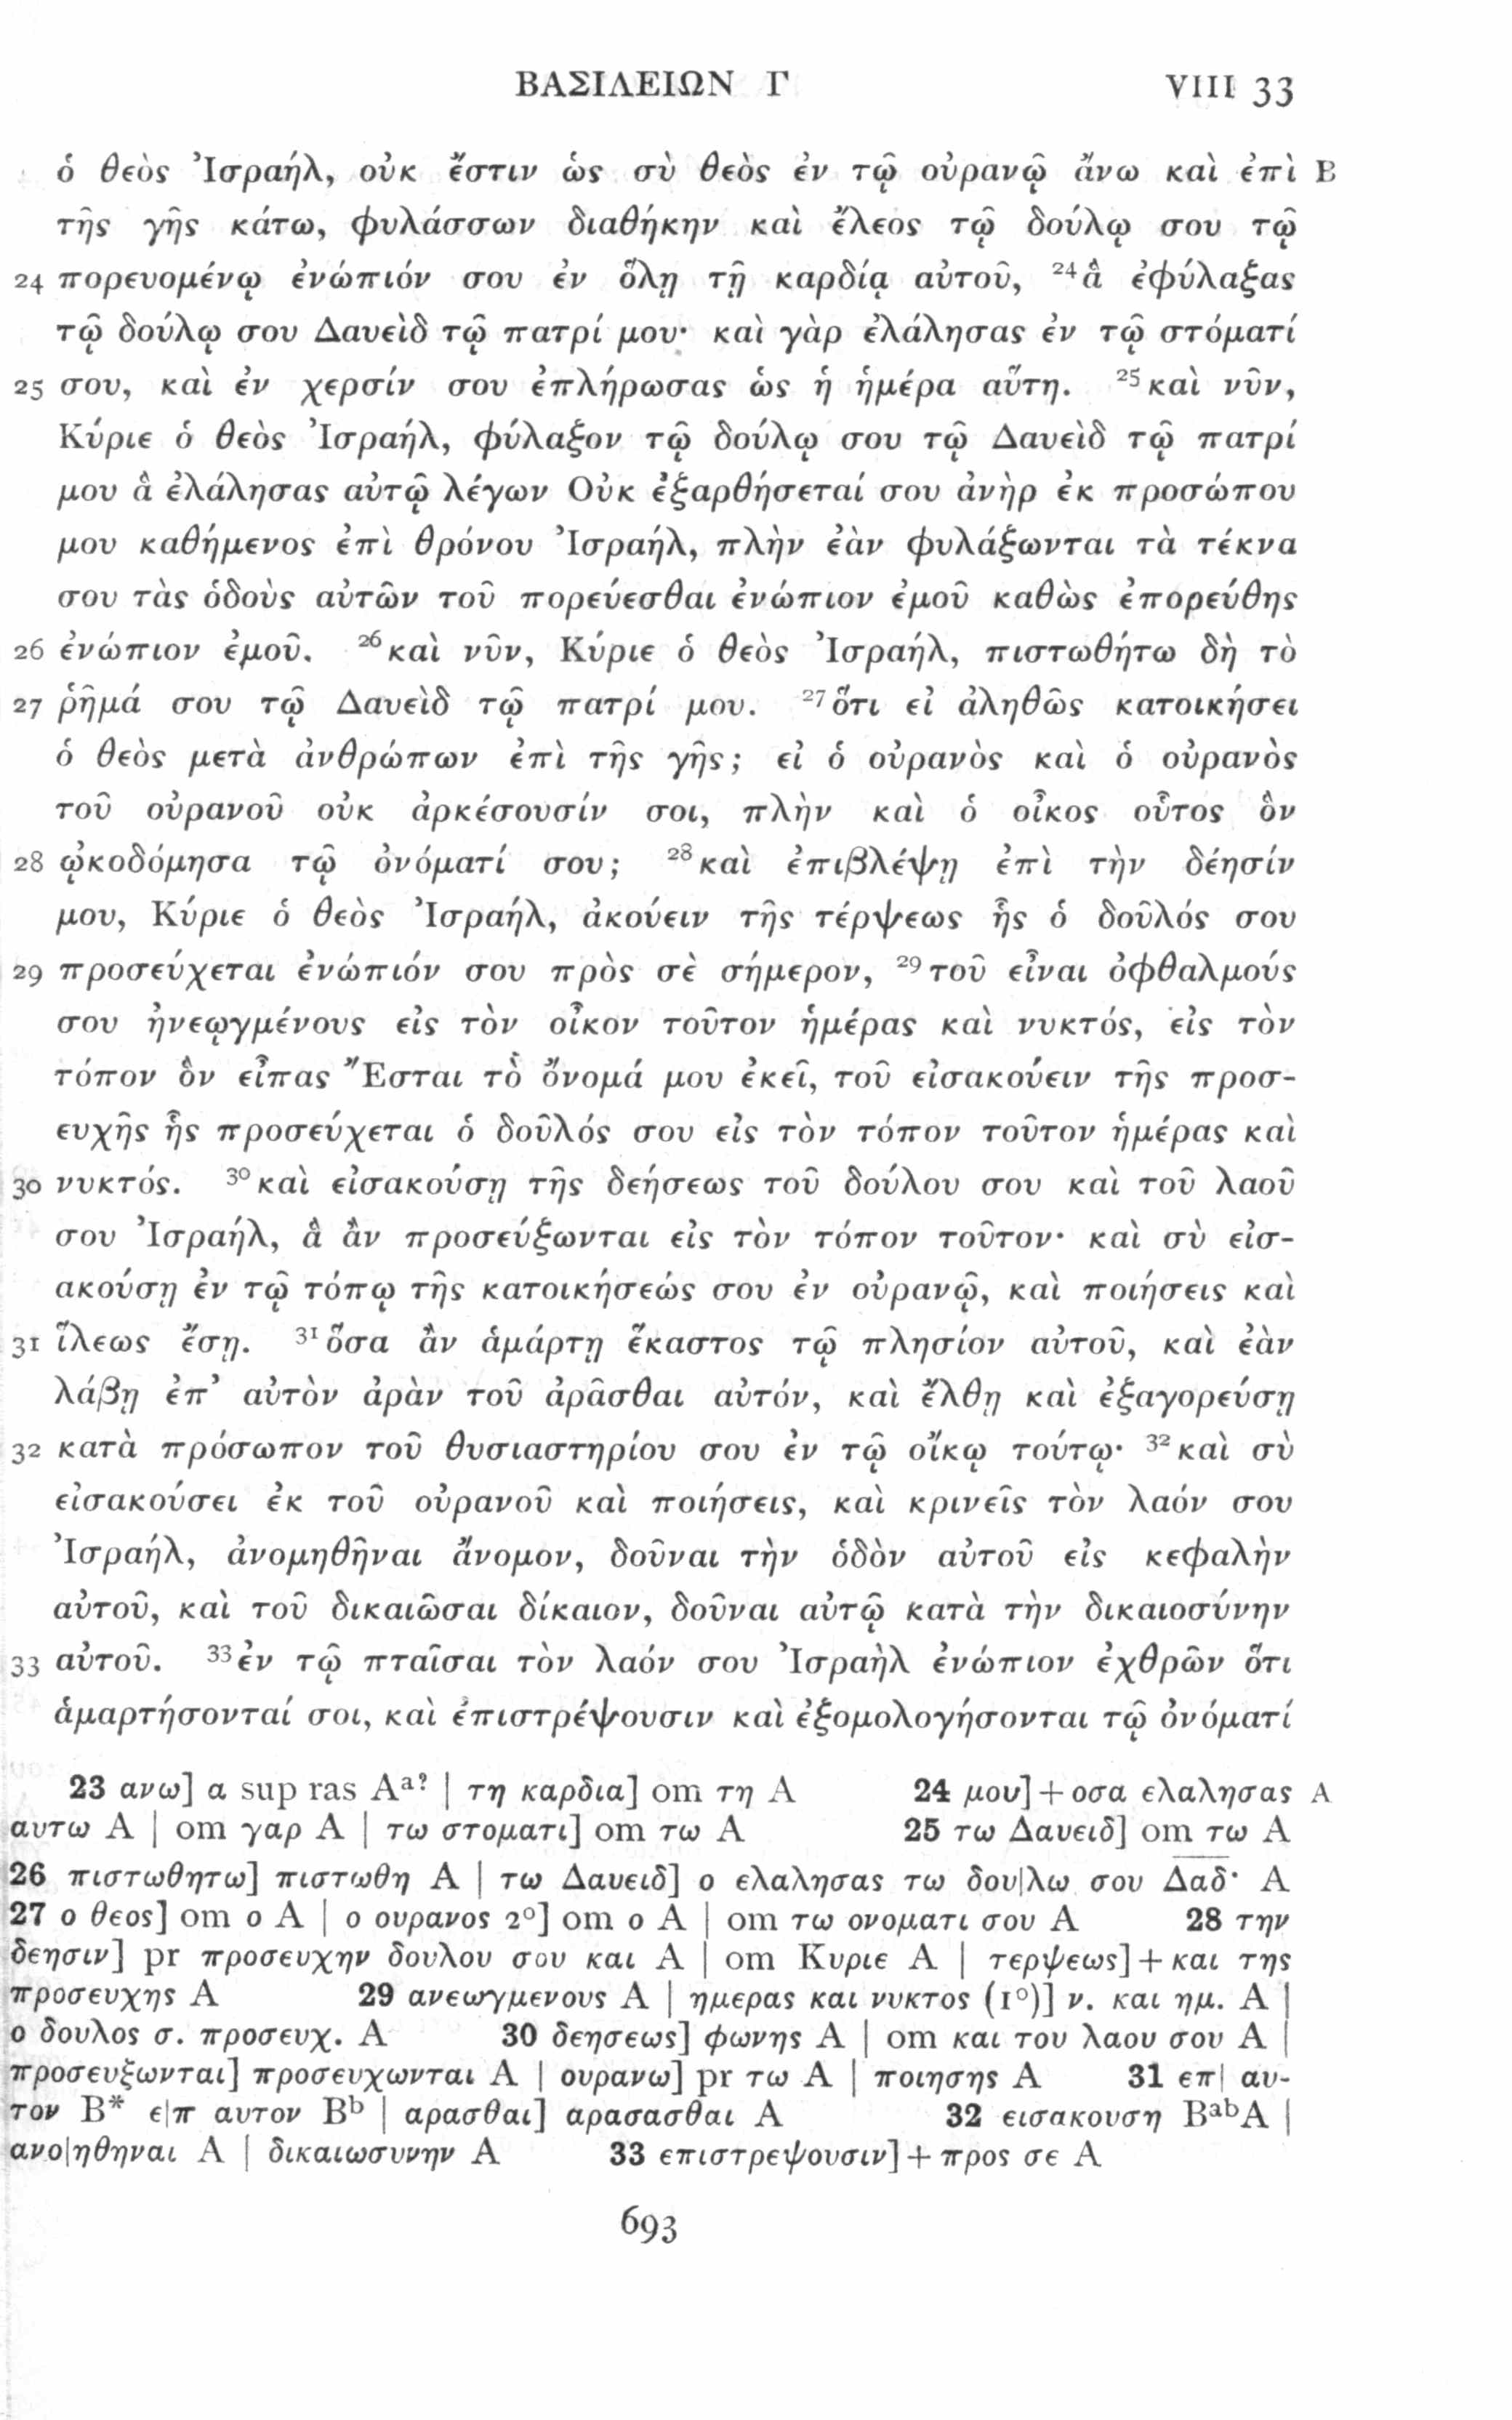 ΒΑΣΙΛΕΙΩΝ Γ VIII 33
ὁ θεὸς Ἰσραήλ, οὐκ ἔστιν ὡς σὺ θεὸς ἐν τῷ οὐρανῷ ἄνω καὶ ἐπὶ B
τῆς γῆς κάτω, φυλάσσων διαθήκην καὶ ἔλεος τῷ δούλῳ σου τῷ
24 πορευομένῳ ἐνώπιόν σου ἐν ὅλῃ τῇ καρδίᾳ αὐτοῦ, ²⁴ἃ ἐφύλαξας
τῷ δούλῳ σου Δαυεὶδ τῷ πατρί μου· καὶ γὰρ ἐλάλησας ἐν τῷ στόματί
25 σου, καὶ ἐν χερσίν σου ἐπλήρωσας ὡς ἡ ἡμέρα αὕτη. ²⁵καὶ νῦν,
Κύριε ὁ θεὸς Ἰσραήλ, φύλαξον τῷ δούλῳ σου τῷ Δαυεὶδ τῷ πατρί
μου ἃ ἐλάλησας αὐτῷ λέγων Οὐκ ἐξαρθήσεταί σου ἀνὴρ ἐκ προσώπου
μου καθήμενος ἐπὶ θρόνου Ἰσραήλ, πλὴν ἐὰν φυλάξωνται τὰ τέκνα
σου τὰς ὁδοὺς αὐτῶν τοῦ πορεύεσθαι ἐνώπιον ἐμοῦ καθὼς ἐπορεύθης
26 ἐνώπιον ἐμοῦ. ²⁶καὶ νῦν, Κύριε ὁ θεὸς Ἰσραήλ, πιστωθήτω δὴ τὸ
27 ῥῆμά σου τῷ Δαυεὶδ τῷ πατρί μου. ²⁷ὅτι εἰ ἀληθῶς κατοικήσει
ὁ θεὸς μετὰ ἀνθρώπων ἐπὶ τῆς γῆς; εἰ ὁ οὐρανὸς καὶ ὁ οὐρανὸς
τοῦ οὐρανοῦ οὐκ ἀρκέσουσίν σοι, πλὴν καὶ ὁ οἶκος οὗτος ὃν
28 ᾠκοδόμησα τῷ ὀνόματί σου; ²⁸καὶ ἐπιβλέψῃ ἐπὶ τὴν δέησίν
μου, Κύριε ὁ θεὸς Ἰσραήλ, ἀκούειν τῆς τέρψεως ἧς ὁ δοῦλός σου
29 προσεύχεται ἐνώπιόν σου πρὸς σὲ σήμερον, ²⁹τοῦ εἶναι ὀφθαλμούς
σου ἠνεῳγμένους εἰς τὸν οἶκον τοῦτον ἡμέρας καὶ νυκτός, εἰς τὸν
τόπον ὃν εἶπας Ἔσται τὸ ὄνομά μου ἐκεῖ, τοῦ εἰσακούειν τῆς προσ-
ευχῆς ἧς προσεύχεται ὁ δοῦλός σου εἰς τὸν τόπον τοῦτον ἡμέρας καὶ
30 νυκτός. ³⁰καὶ εἰσακούσῃ τῆς δεήσεως τοῦ δούλου σου καὶ τοῦ λαοῦ
σου Ἰσραήλ, ἃ ἂν προσεύξωνται εἰς τὸν τόπον τοῦτον· καὶ σὺ εἰσ-
ακούσῃ ἐν τῷ τόπῳ τῆς κατοικήσεώς σου ἐν οὐρανῷ, καὶ ποιήσεις καὶ
31 ἵλεως ἔσῃ. ³¹ὅσα ἂν ἁμάρτῃ ἕκαστος τῷ πλησίον αὐτοῦ, καὶ ἐὰν
λάβῃ ἐπ᾽ αὐτὸν ἀρὰν τοῦ ἀρᾶσθαι αὐτόν, καὶ ἔλθῃ καὶ ἐξαγορεύσῃ
32 κατὰ πρόσωπον τοῦ θυσιαστηρίου σου ἐν τῷ οἴκῳ τούτῳ· ³²καὶ σὺ
εἰσακούσει ἐκ τοῦ οὐρανοῦ καὶ ποιήσεις, καὶ κρινεῖς τὸν λαόν σου
Ἰσραήλ, ἀνομηθῆναι ἄνομον, δοῦναι τὴν ὁδὸν αὐτοῦ εἰς κεφαλὴν
αὐτοῦ, καὶ τοῦ δικαιῶσαι δίκαιον, δοῦναι αὐτῷ κατὰ τὴν δικαιοσύνην
33 αὐτοῦ. ³³ἐν τῷ πταῖσαι τὸν λαόν σου Ἰσραὴλ ἐνώπιον ἐχθρῶν ὅτι
ἁμαρτήσονταί σοι, καὶ ἐπιστρέψουσιν καὶ ἐξομολογήσονται τῷ ὀνόματί
23 ανω] α sup ras Aᵃ? | τη καρδια] om τη A 24 μου] + οσα ελαλησας A
αυτω A | om γαρ A | τω στοματι] om τω A 25 τω Δαυειδ] om τω A
26 πιστωθητω] πιστωθη A | τω Δαυειδ] ο ελαλησας τω δου|λω σου Δαδ· A
27 ο θεος] om ο A | ο ουρανος 2°] om ο A | om τω ονοματι σου A 28 την
δεησιν] pr προσευχην δουλου σου και A | om Κυριε A | τερψεως] + και της
προσευχης A 29 ανεωγμενους A | ημερας και νυκτος (1°)] ν. και ημ. A |
ο δουλος σ. προσευχ. A 30 δεησεως] φωνης A | om και του λαου σου A |
προσευξωνται] προσευχωνται A | ουρανω] pr τω A | ποιησης A 31 επ| αυ-
τον B* ε|π αυτον Bᵇ | αρασθαι] αρασασθαι A 32 εισακουση BᵃᵇA |
ανο|ηθηναι A | δικαιωσυνην A 33 επιστρεψουσιν] + προς σε A
693